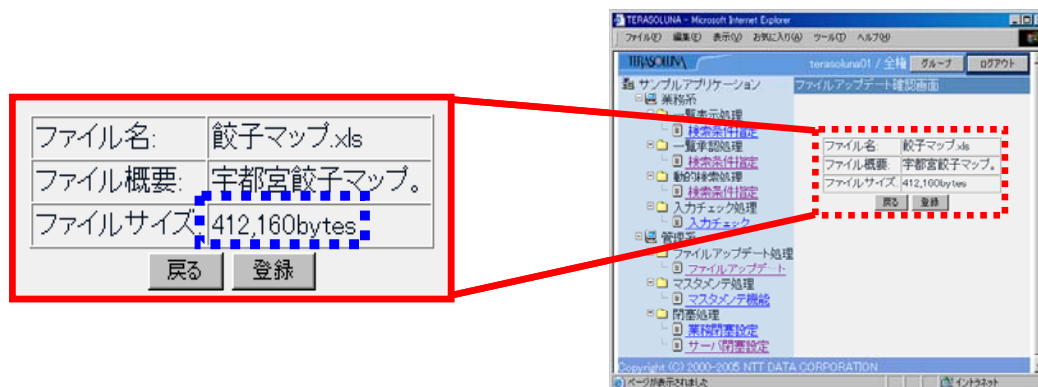 ファイル名: 餃子マップ.xls
ファイル概要: 宇都宮餃子マップ。
ファイルサイズ: 412,160bytes
戻る 登録
TERASOLUNA - Microsoft Internet Explorer
ファイル(F) 編集(E) 表示(V) お気に入り(A) ツール(T) ヘルプ(H)
TERASOLUNA terasoluna01 / 全権 グループ ログアウト
サンプルアプリケーション
業務系
一覧表示処理
検索条件指定
一覧承認処理
検索条件指定
動的検索処理
検索条件指定
入力チェック処理
入力チェック
管理系
ファイルアップデート処理
ファイルアップデート
マスタメンテ処理
マスタメンテ機能
閉塞処理
業務閉塞設定
サーバ閉塞設定
ファイルアップデート確認画面
ファイル名: 餃子マップ.xls
ファイル概要: 宇都宮餃子マップ。
ファイルサイズ: 412,160bytes
戻る 登録
Copyright (C) 2000-2005 NTT DATA CORPORATION
ページが表示されました イントラネット